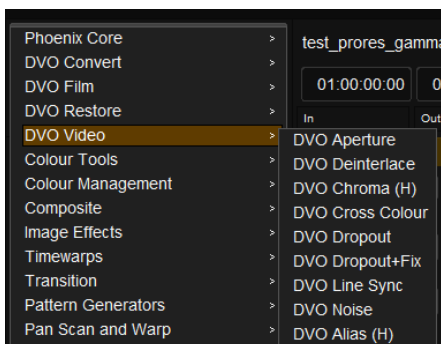 Phoenix Core >
DVO Convert >
DVO Film >
DVO Restore >
DVO Video >
Colour Tools >
Colour Management >
Composite >
Image Effects >
Timewarps >
Transition >
Pattern Generators >
Pan Scan and Warp >
test_prores_gamma
01:00:00:00 0
In Out
DVO Aperture
DVO Deinterlace
DVO Chroma (H)
DVO Cross Colour
DVO Dropout
DVO Dropout+Fix
DVO Line Sync
DVO Noise
DVO Alias (H)